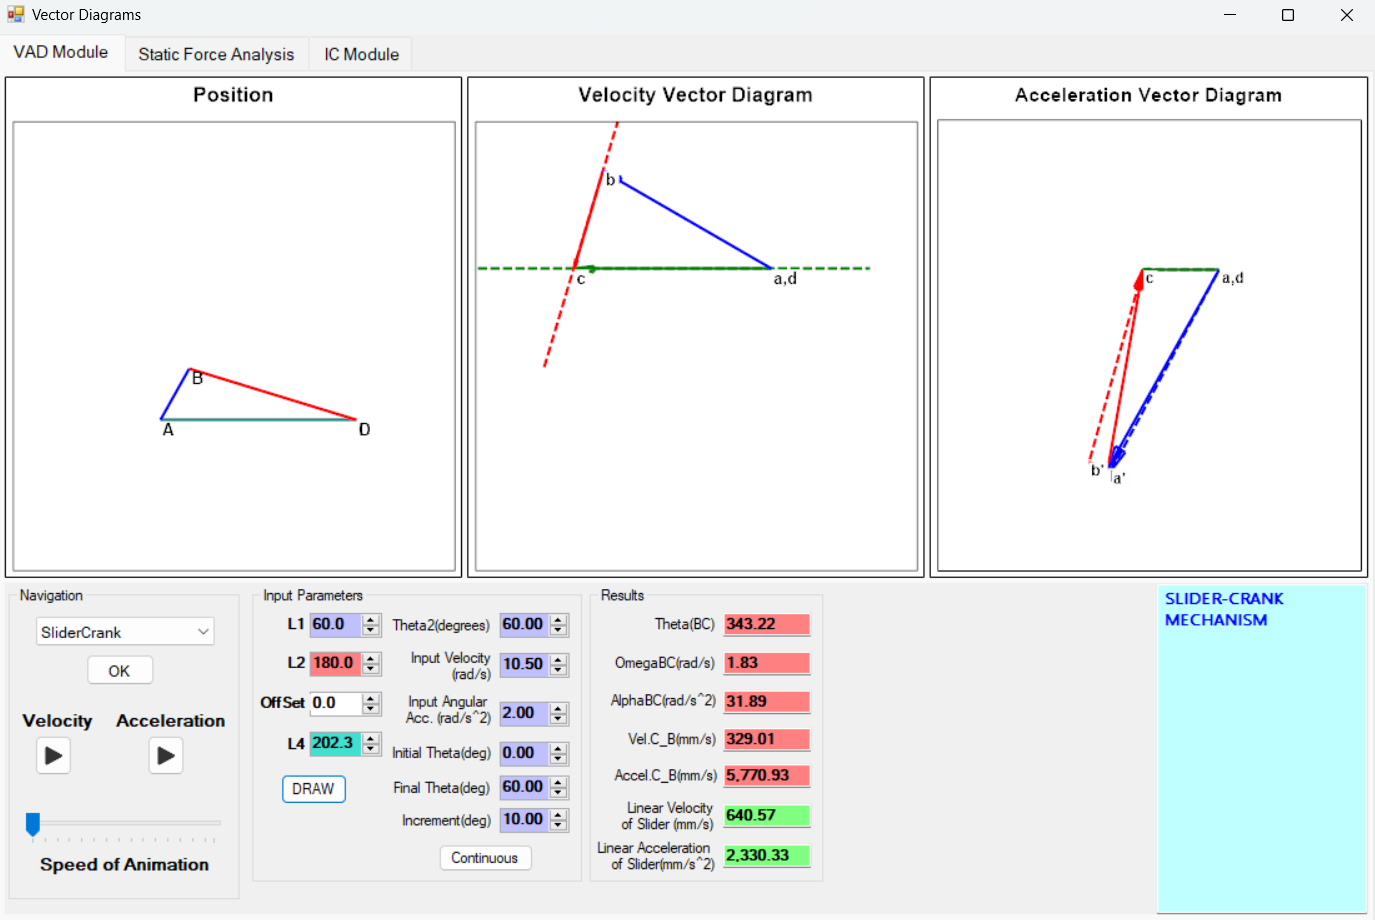 Vector Diagrams
VAD Module
Static Force Analysis
IC Module
Position
B
A
D
Velocity Vector Diagram
b
c
a,d
Acceleration Vector Diagram
c
a,d
b'
a'
Navigation
SliderCrank
OK
Velocity
Acceleration
Speed of Animation
Input Parameters
L1 60.0
L2 180.0
OffSet 0.0
L4 202.3
DRAW
Theta2(degrees) 60.00
Input Velocity
(rad/s) 10.50
Input Angular
Acc. (rad/s^2) 2.00
Initial Theta(deg) 0.00
Final Theta(deg) 60.00
Increment(deg) 10.00
Continuous
Results
Theta(BC) 343.22
OmegaBC(rad/s) 1.83
AlphaBC(rad/s^2) 31.89
Vel.C_B(mm/s) 329.01
Accel.C_B(mm/s) 5,770.93
Linear Velocity
of Slider (mm/s) 640.57
Linear Acceleration
of Slider(mm/s^2) 2,330.33
SLIDER-CRANK
MECHANISM